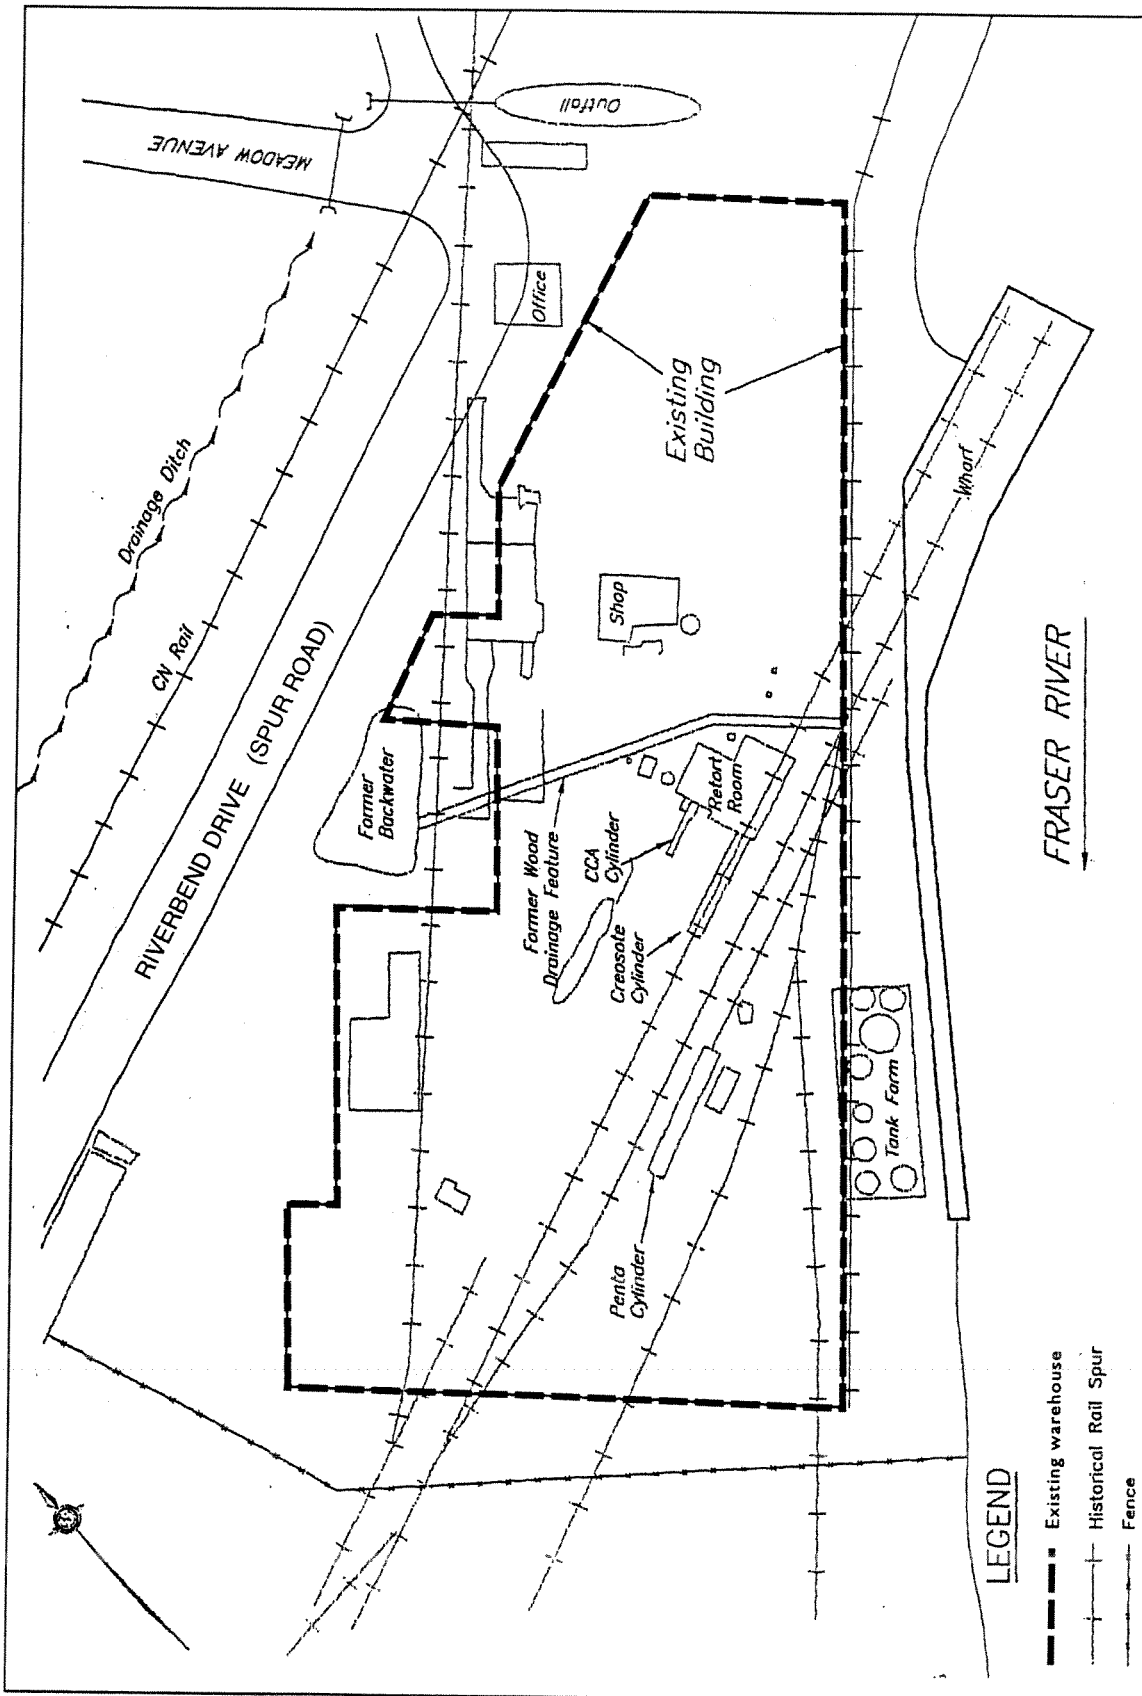 MEADOW AVENUE
Outfall
Drainage Ditch
CN Rail
RIVERBEND DRIVE (SPUR ROAD)
Office
Existing
Building
Shop
Wharf
Former
Backwater
Former Wood
Drainage Feature
CCA
Cylinder
Retort
Room
Creosote
Cylinder
Penta
Cylinder
Tank Farm
FRASER RIVER
LEGEND
Existing warehouse
Historical Rail Spur
Fence